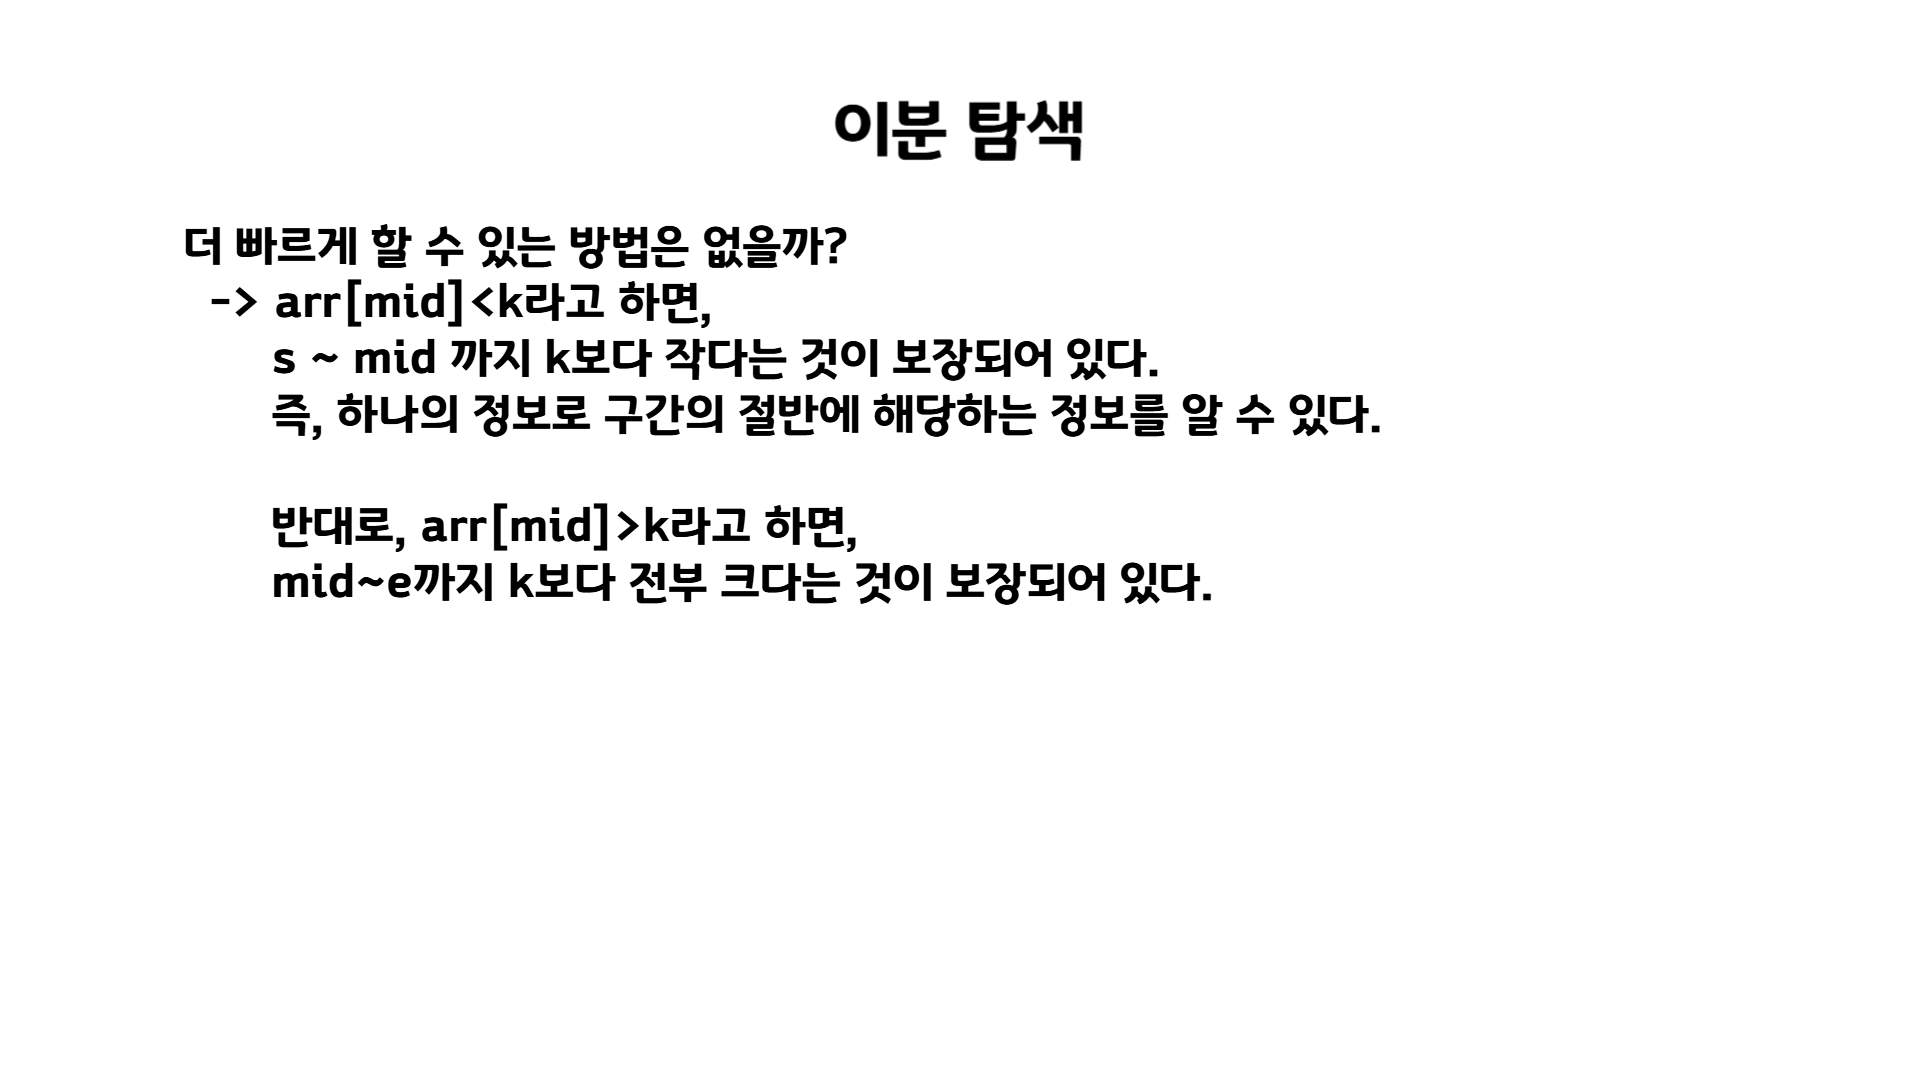 이분 탐색
더 빠르게 할 수 있는 방법은 없을까?
-> arr[mid]<k라고 하면,
s ~ mid 까지 k보다 작다는 것이 보장되어 있다.
즉, 하나의 정보로 구간의 절반에 해당하는 정보를 알 수 있다.
반대로, arr[mid]>k라고 하면,
mid~e까지 k보다 전부 크다는 것이 보장되어 있다.